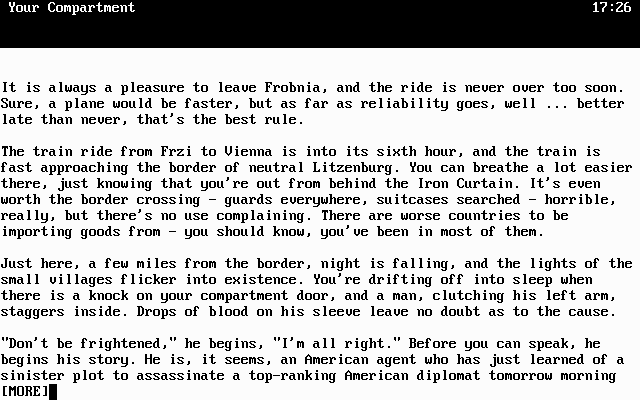 Your Compartment 17:26
It is always a pleasure to leave Frobnia, and the ride is never over too soon.
Sure, a plane would be faster, but as far as reliability goes, well ... better
late than never, that's the best rule.
The train ride from Frzi to Vienna is into its sixth hour, and the train is
fast approaching the border of neutral Litzenburg. You can breathe a lot easier
there, just knowing that you're out from behind the Iron Curtain. It's even
worth the border crossing - guards everywhere, suitcases searched - horrible,
really, but there's no use complaining. There are worse countries to be
importing goods from - you should know, you've been in most of them.
Just here, a few miles from the border, night is falling, and the lights of the
small villages flicker into existence. You're drifting off into sleep when
there is a knock on your compartment door, and a man, clutching his left arm,
staggers inside. Drops of blood on his sleeve leave no doubt as to the cause.
"Don't be frightened," he begins, "I'm all right." Before you can speak, he
begins his story. He is, it seems, an American agent who has just learned of a
sinister plot to assassinate a top-ranking American diplomat tomorrow morning
[MORE]